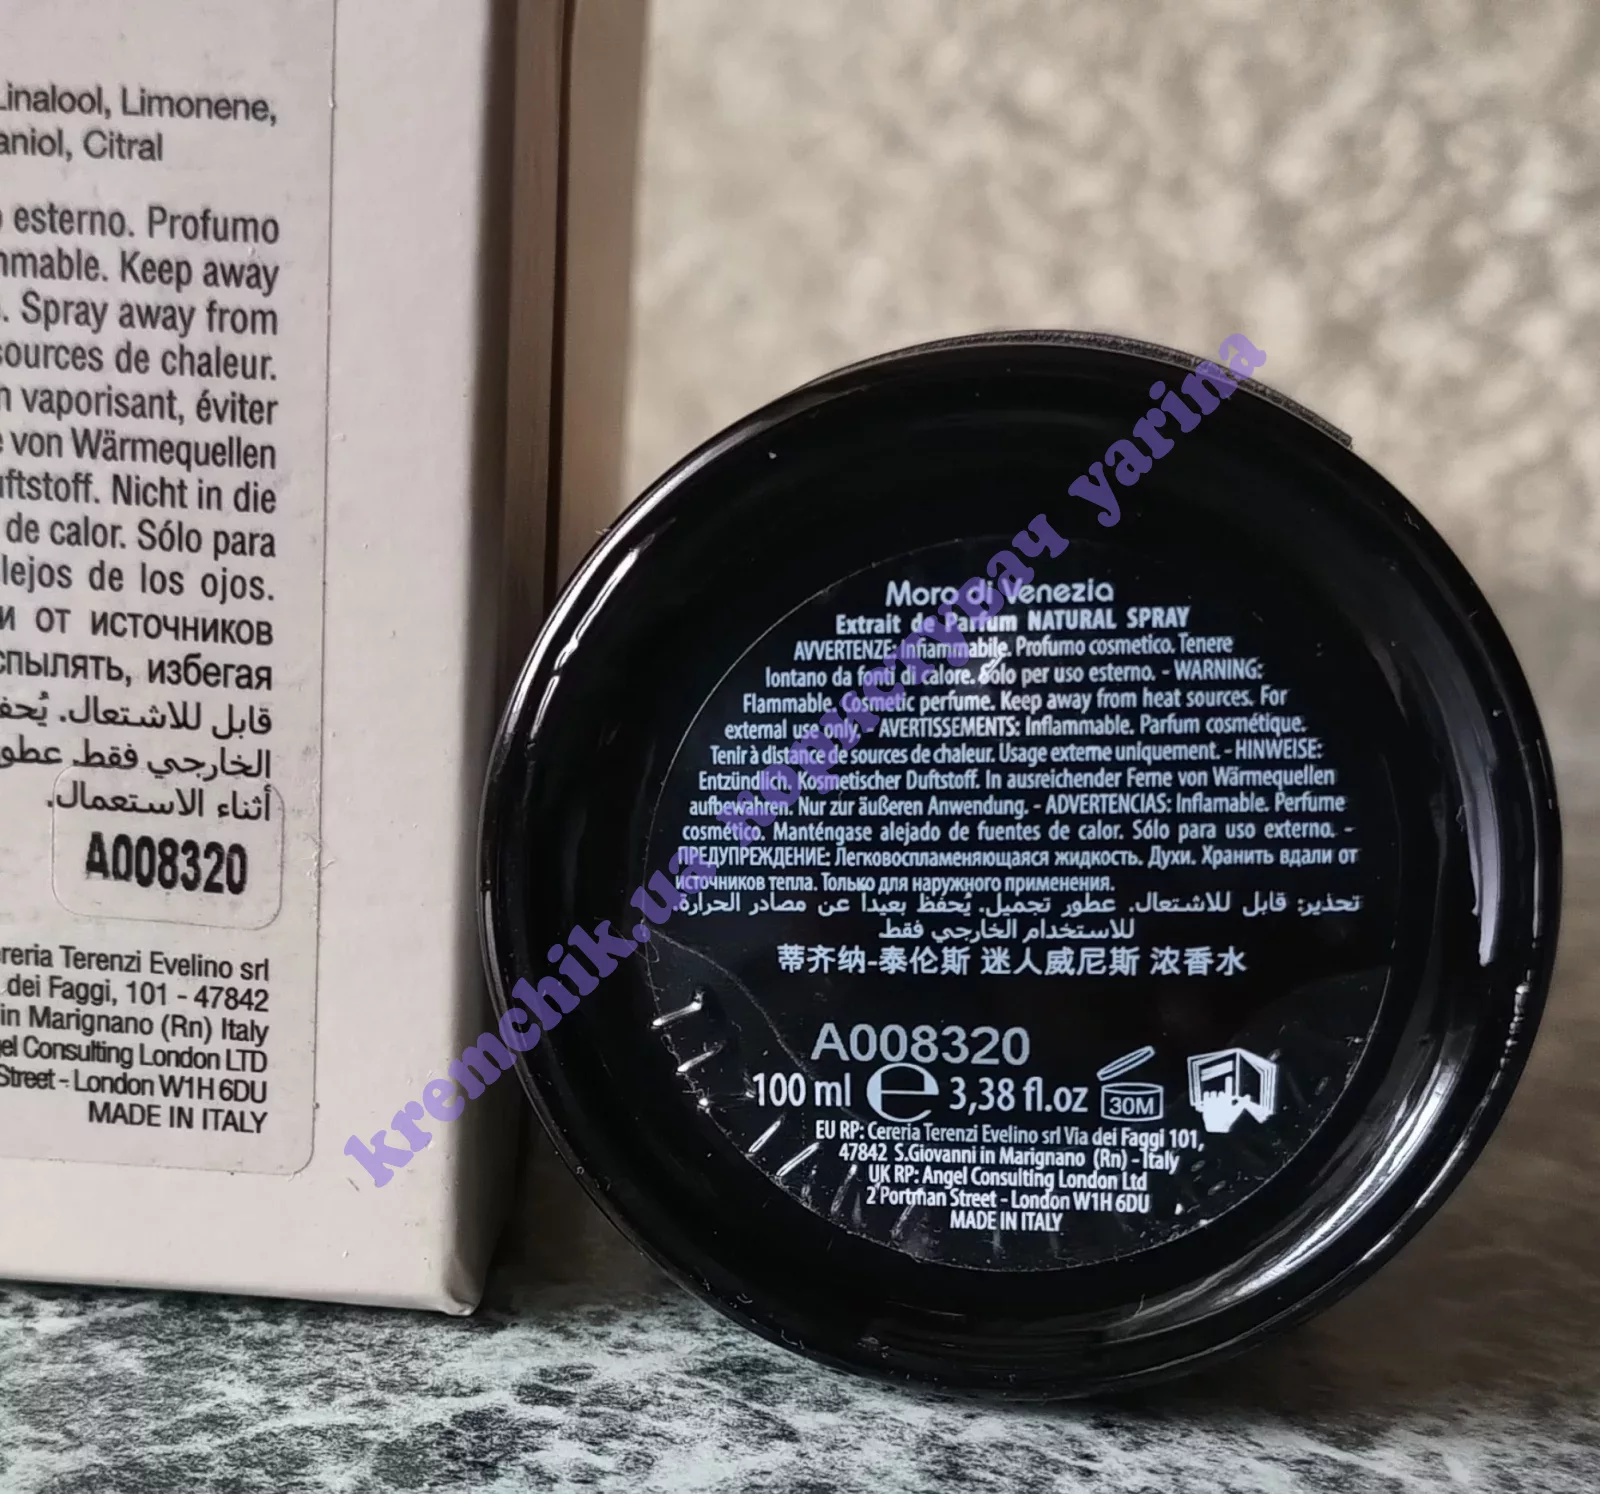 Linalool, Limonene,
Citral
esterno. Profumo
Keep away
Spray away from
sources de chaleur.
vaporisant, éviter
von Wärmequellen
Nicht in die
de calor. Sólo para
lejos de los ojos.
от источников
избегая
قابل للاشتعال.
الخارجي فقط.
أثناء الاستعمال.
A008320
Terenzi Evelino srl
dei Faggi, 101 - 47842
in Marignano (Rn) Italy
Consulting London LTD
Street - London W1H 6DU
MADE IN ITALY
Moro di Venezia
Extrait de Parfum NATURAL SPRAY
AVVERTENZE: Infiammabile. Profumo cosmetico. Tenere
lontano da fonti di calore. Solo per uso esterno. - WARNING:
Flammable. Cosmetic perfume. Keep away from heat sources. For
external use only. - AVERTISSEMENTS: Inflammable. Parfum cosmétique.
Tenir à distance de sources de chaleur. Usage externe uniquement. - HINWEISE:
Entzündlich. Kosmetischer Duftstoff. In ausreichender Ferne von Wärmequellen
aufbewahren. Nur zur äußeren Anwendung. - ADVERTENCIAS: Inflamable. Perfume
cosmético. Manténgase alejado de fuentes de calor. Sólo para uso externo. -
ПРЕДУПРЕЖДЕНИЕ: Легковоспламеняющаяся жидкость. Духи. Хранить вдали от
источников тепла. Только для наружного применения.
تحذير: قابل للاشتعال. عطور تجميل. يُحفظ بعيدا عن مصادر الحرارة.
للاستخدام الخارجي فقط
蒂齐纳-泰伦斯 迷人威尼斯 浓香水
A008320
100 ml e 3,38 fl.oz 30M
EU RP: Cereria Terenzi Evelino srl Via dei Faggi 101,
47842 S.Giovanni in Marignano (Rn) - Italy
UK RP: Angel Consulting London Ltd
2 Portman Street - London W1H 6DU
MADE IN ITALY
kremchik.ua користувач yarina